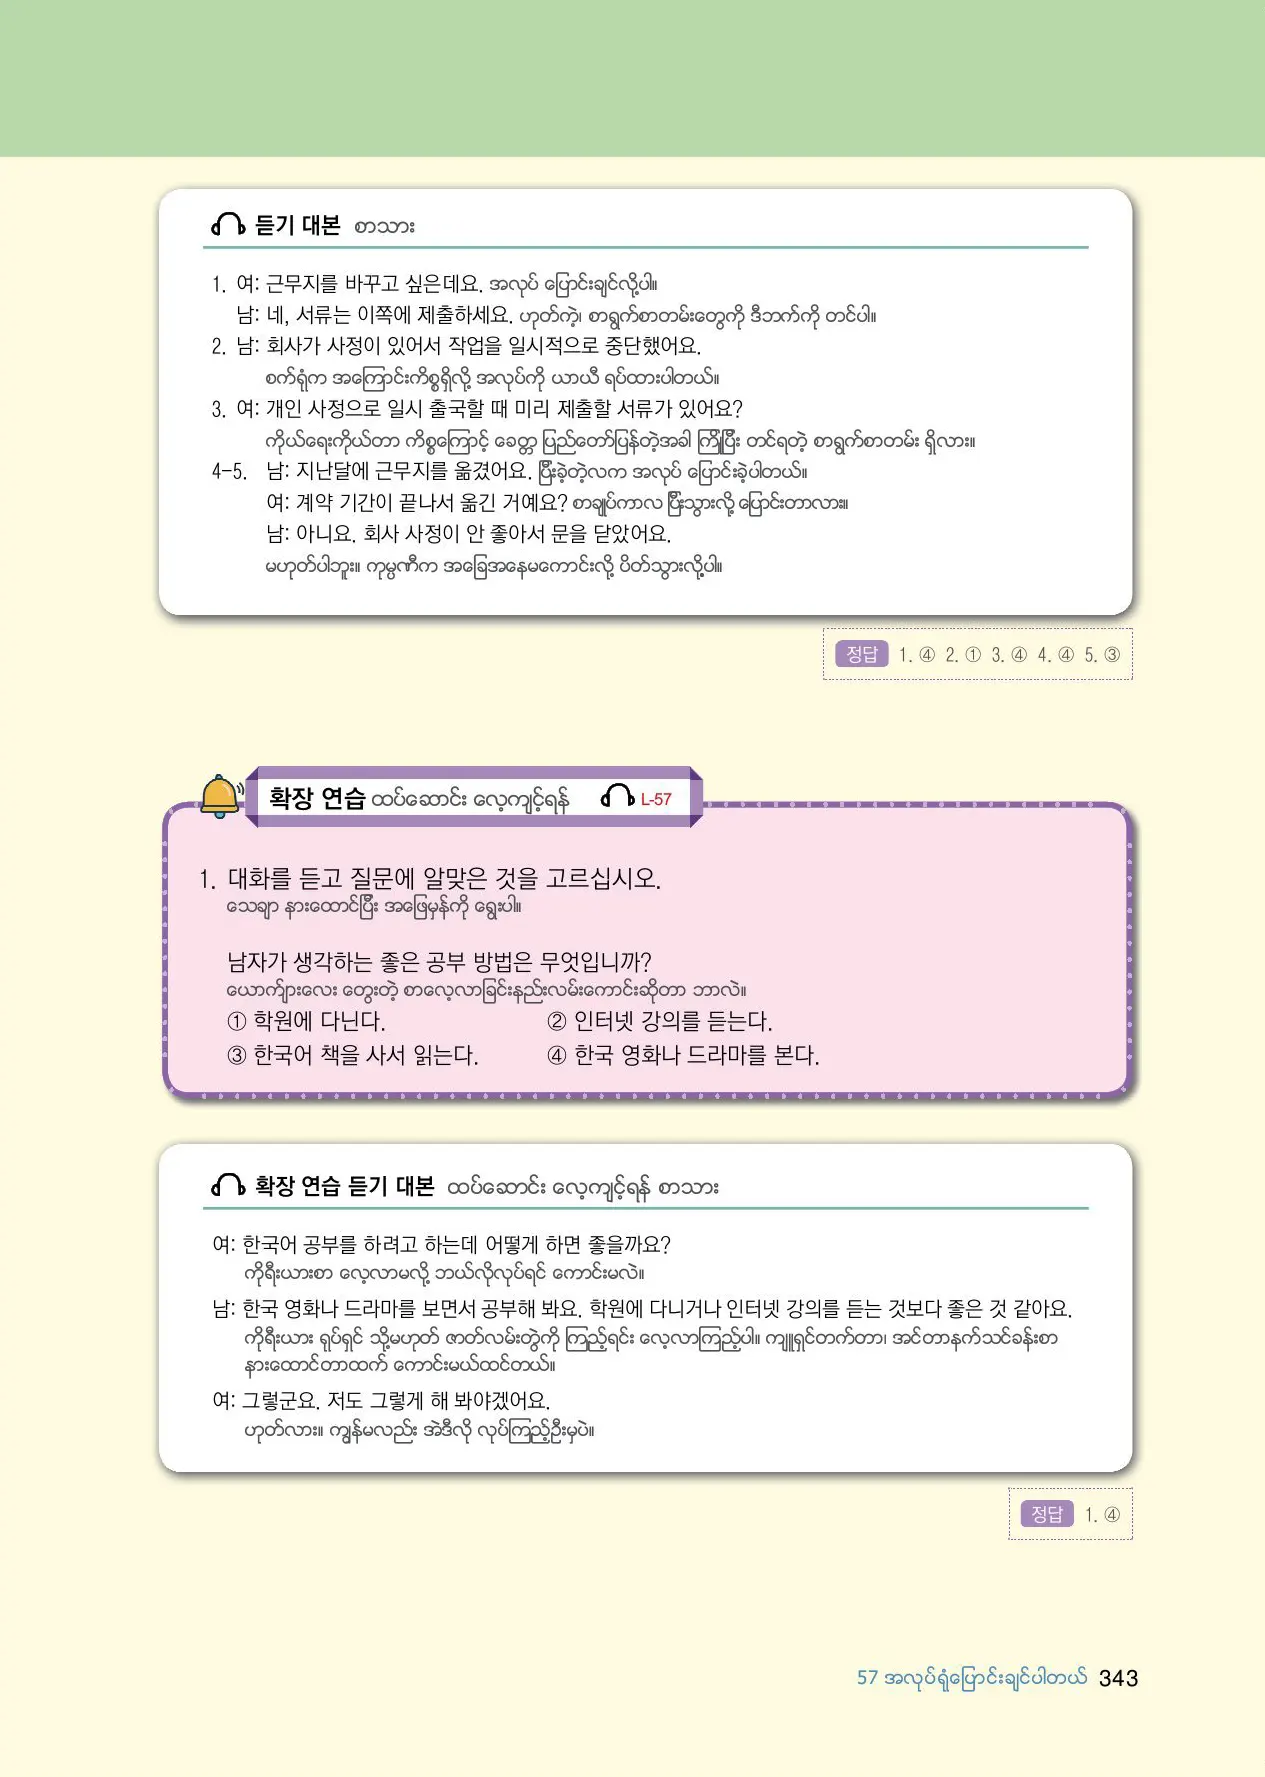 듣기 대본 စာသား
1. 여: 근무지를 바꾸고 싶은데요. အလုပ် ပြောင်းချင်လို့ပါ။
남: 네, 서류는 이쪽에 제출하세요. ဟုတ်ကဲ့၊ စာရွက်စာတမ်းတွေကို ဒီဘက်ကို တင်ပါ။
2. 남: 회사가 사정이 있어서 작업을 일시적으로 중단했어요.
စက်ရုံက အကြောင်းကိစ္စရှိလို့ အလုပ်ကို ယာယီ ရပ်ထားပါတယ်။
3. 여: 개인 사정으로 일시 출국할 때 미리 제출할 서류가 있어요?
ကိုယ်ရေးကိုယ်တာ ကိစ္စကြောင့် ခေတ္တ ပြည်တော်ပြန်တဲ့အခါ ကြိုပြီး တင်ရတဲ့ စာရွက်စာတမ်း ရှိလား။
4-5. 남: 지난달에 근무지를 옮겼어요. ပြီးခဲ့တဲ့လက အလုပ် ပြောင်းခဲ့ပါတယ်။
여: 계약 기간이 끝나서 옮긴 거예요? စာချုပ်ကာလ ပြီးသွားလို့ ပြောင်းတာလား။
남: 아니요. 회사 사정이 안 좋아서 문을 닫았어요.
မဟုတ်ပါဘူး။ ကုမ္ပဏီက အခြေအနေမကောင်းလို့ ပိတ်သွားလို့ပါ။
정답 1. ④ 2. ① 3. ④ 4. ④ 5. ③
확장 연습 ထပ်ဆောင်း လေ့ကျင့်ရန် L-57
1. 대화를 듣고 질문에 알맞은 것을 고르십시오.
သေချာ နားထောင်ပြီး အဖြေမှန်ကို ရွေးပါ။
남자가 생각하는 좋은 공부 방법은 무엇입니까?
ယောက်ျားလေး တွေးတဲ့ စာလေ့လာခြင်းနည်းလမ်းကောင်းဆိုတာ ဘာလဲ။
① 학원에 다닌다. ② 인터넷 강의를 듣는다.
③ 한국어 책을 사서 읽는다. ④ 한국 영화나 드라마를 본다.
확장 연습 듣기 대본 ထပ်ဆောင်း လေ့ကျင့်ရန် စာသား
여: 한국어 공부를 하려고 하는데 어떻게 하면 좋을까요?
ကိုရီးယားစာ လေ့လာမလို့ ဘယ်လိုလုပ်ရင် ကောင်းမလဲ။
남: 한국 영화나 드라마를 보면서 공부해 봐요. 학원에 다니거나 인터넷 강의를 듣는 것보다 좋은 것 같아요.
ကိုရီးယား ရုပ်ရှင် သို့မဟုတ် ဇာတ်လမ်းတွဲကို ကြည့်ရင်း လေ့လာကြည့်ပါ။ ကျူရှင်တက်တာ၊ အင်တာနက်သင်ခန်းစာ
နားထောင်တာထက် ကောင်းမယ်ထင်တယ်။
여: 그렇군요. 저도 그렇게 해 봐야겠어요.
ဟုတ်လား။ ကျွန်မလည်း အဲဒီလို လုပ်ကြည့်ဦးမှပဲ။
정답 1. ④
57 အလုပ်ရုံပြောင်းချင်ပါတယ် 343